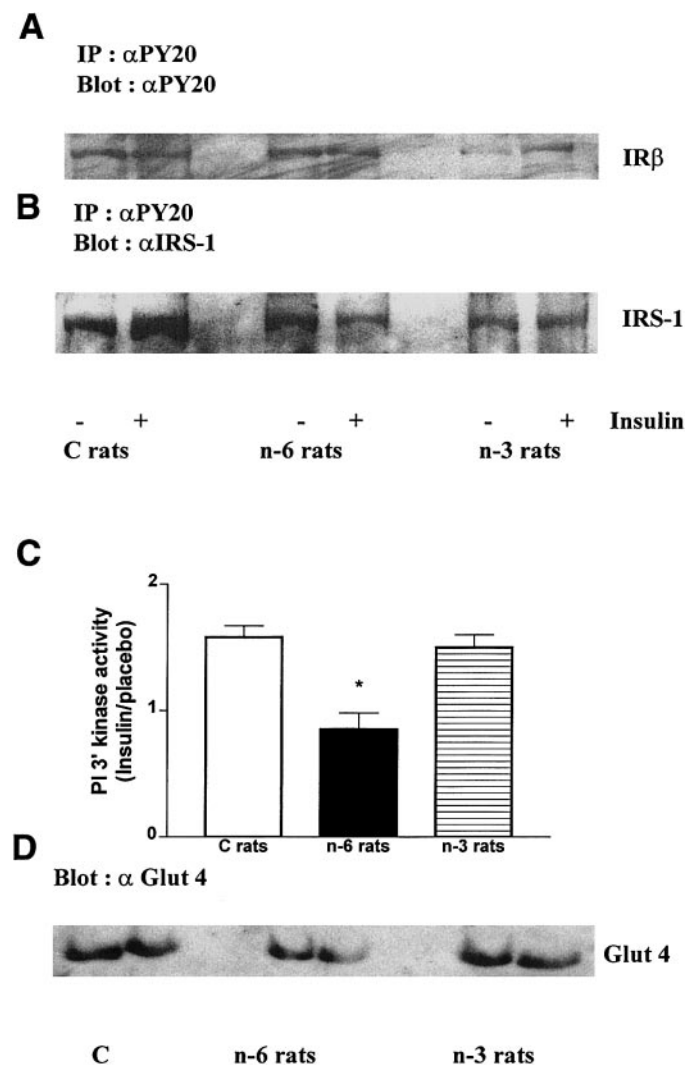 A
IP : αPY20
Blot : αPY20
IRβ
B
IP : αPY20
Blot : αIRS-1
IRS-1
- + - + - + Insulin
C rats n-6 rats n-3 rats
C
PI 3' kinase activity
(Insulin/placebo)
2
1
0
*
C rats n-6 rats n-3 rats
D
Blot : α Glut 4
Glut 4
C n-6 rats n-3 rats